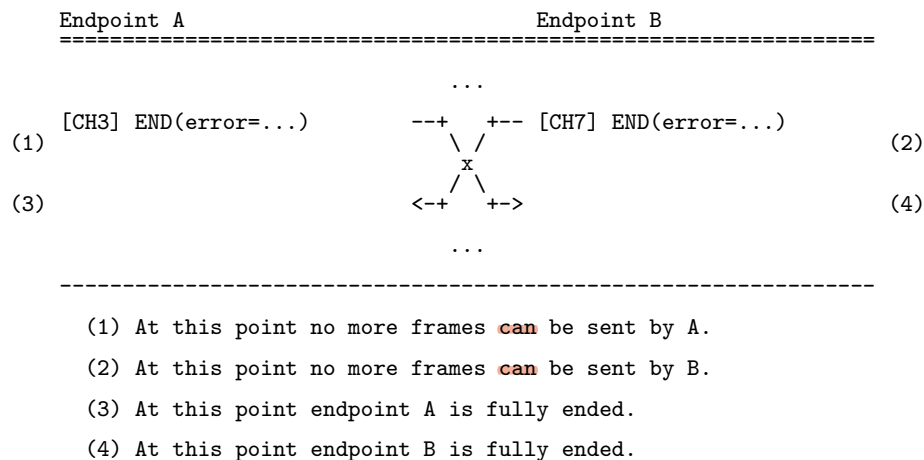 Endpoint A                                        Endpoint B
=================================================================
...
[CH3] END(error=...)        --+   +-- [CH7] END(error=...)
(1)                            \ /                            (2)
x
/ \
(3)                         <-+   +->                         (4)
...
-----------------------------------------------------------------
(1) At this point no more frames can be sent by A.
(2) At this point no more frames can be sent by B.
(3) At this point endpoint A is fully ended.
(4) At this point endpoint B is fully ended.